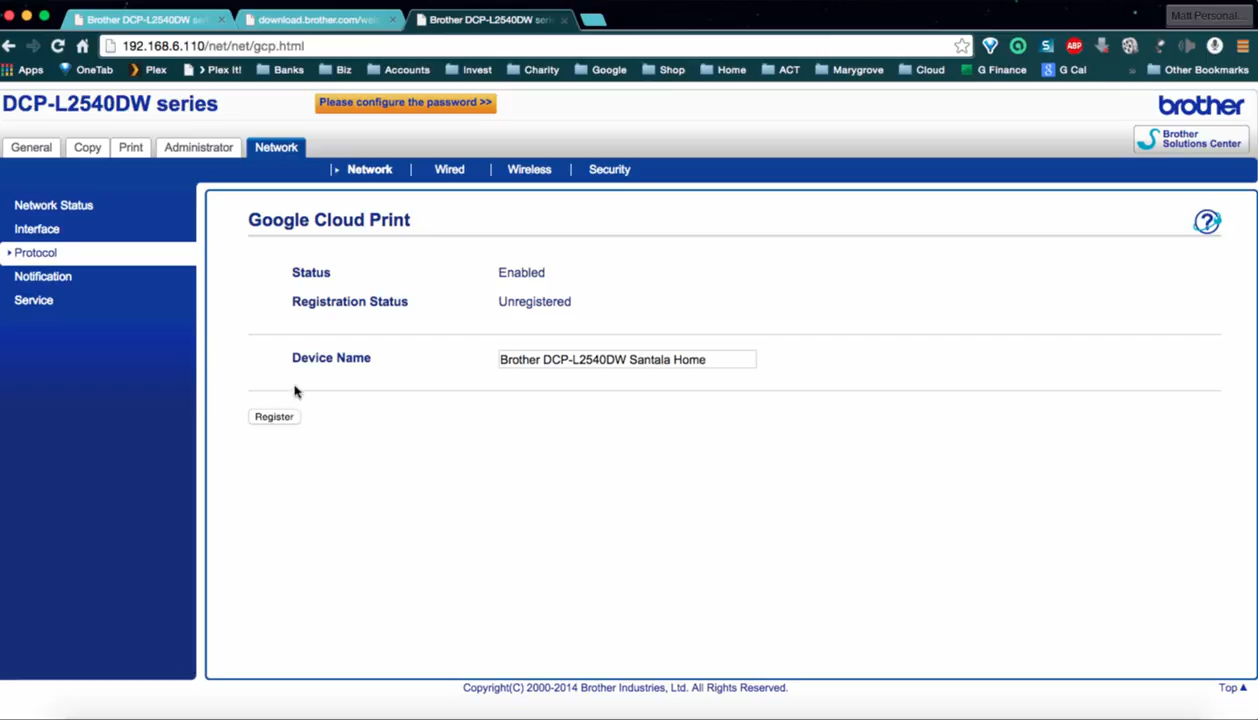 Brother DCP-L2540DW seri
download.brother.com/wel
Brother DCP-L2540DW seri
Matt Personal...
192.168.6.110/net/net/gcp.html
ABP
Apps
OneTab
Plex
> Plex It!
Banks
Biz
Accounts
Invest
Charity
Google
Shop
Home
ACT
Marygrove
Cloud
G Finance
G Cal
»
Other Bookmarks
DCP-L2540DW series
Please configure the password >>
brother
Brother
Solutions Center
General
Copy
Print
Administrator
Network
Network
Wired
Wireless
Security
Network Status
Interface
Protocol
Notification
Service
Google Cloud Print
Status Enabled
Registration Status Unregistered
Device Name Brother DCP-L2540DW Santala Home
Register
Copyright(C) 2000-2014 Brother Industries, Ltd. All Rights Reserved.
Top▲